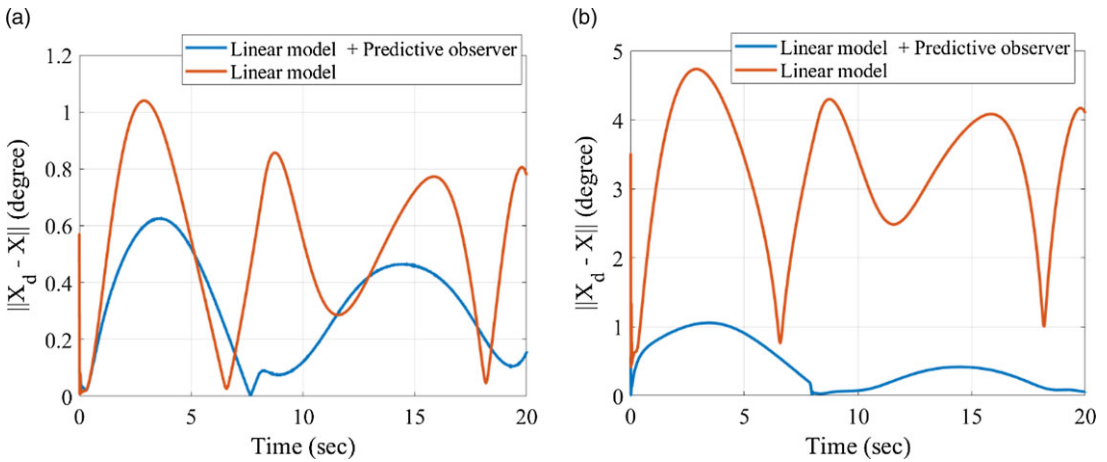 (a)
Linear model + Predictive observer
Linear model
1.2
1
0.8
0.6
0.4
0.2
0
||X_d - X|| (degree)
0 5 10 15 20
Time (sec)
(b)
Linear model + Predictive observer
Linear model
5
4
3
2
1
0
||X_d - X|| (degree)
0 5 10 15 20
Time (sec)